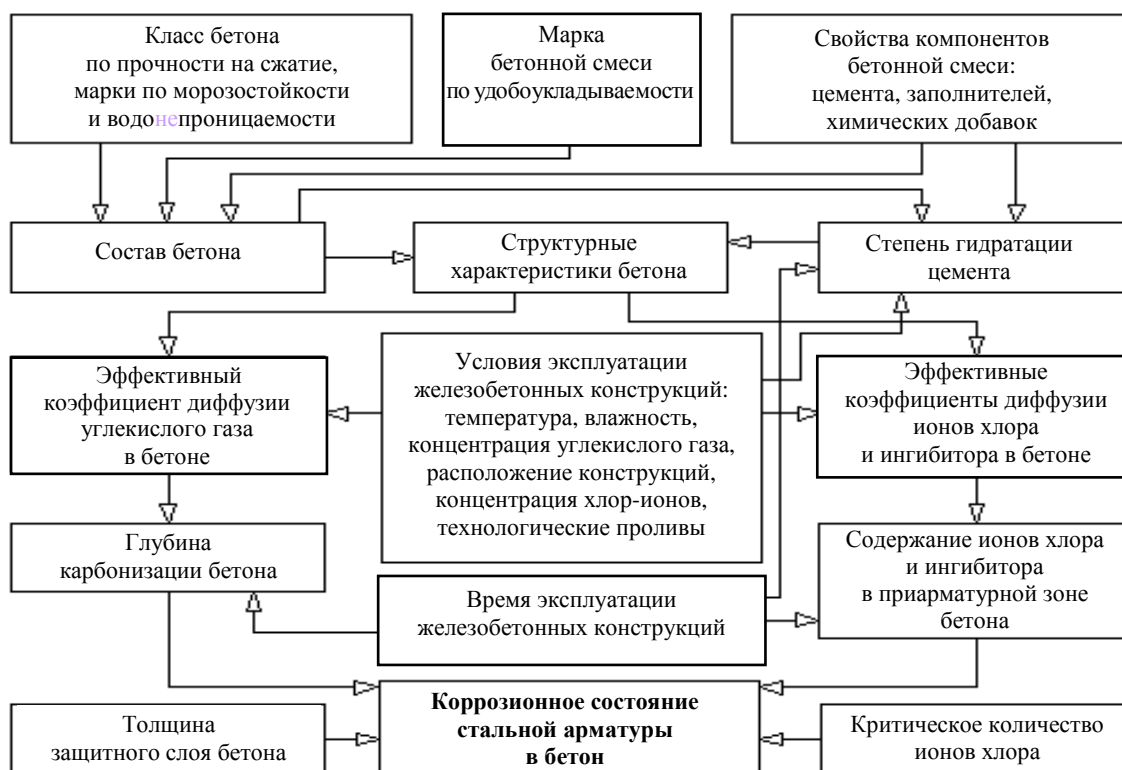 Класс бетона
по прочности на сжатие,
марки по морозостойкости
и водонепроницаемости
Марка
бетонной смеси
по удобоукладываемости
Свойства компонентов
бетонной смеси:
цемента, заполнителей,
химических добавок
Состав бетона
Структурные
характеристики бетона
Степень гидратации
цемента
Эффективный
коэффициент диффузии
углекислого газа
в бетоне
Условия эксплуатации
железобетонных конструкций:
температура, влажность,
концентрация углекислого газа,
расположение конструкций,
концентрация хлор-ионов,
технологические проливы
Эффективные
коэффициенты диффузии
ионов хлора
и ингибитора в бетоне
Глубина
карбонизации бетона
Время эксплуатации
железобетонных конструкций
Содержание ионов хлора
и ингибитора
в приарматурной зоне
бетона
Толщина
защитного слоя бетона
Коррозионное состояние
стальной арматуры
в бетон
Критическое количество
ионов хлора